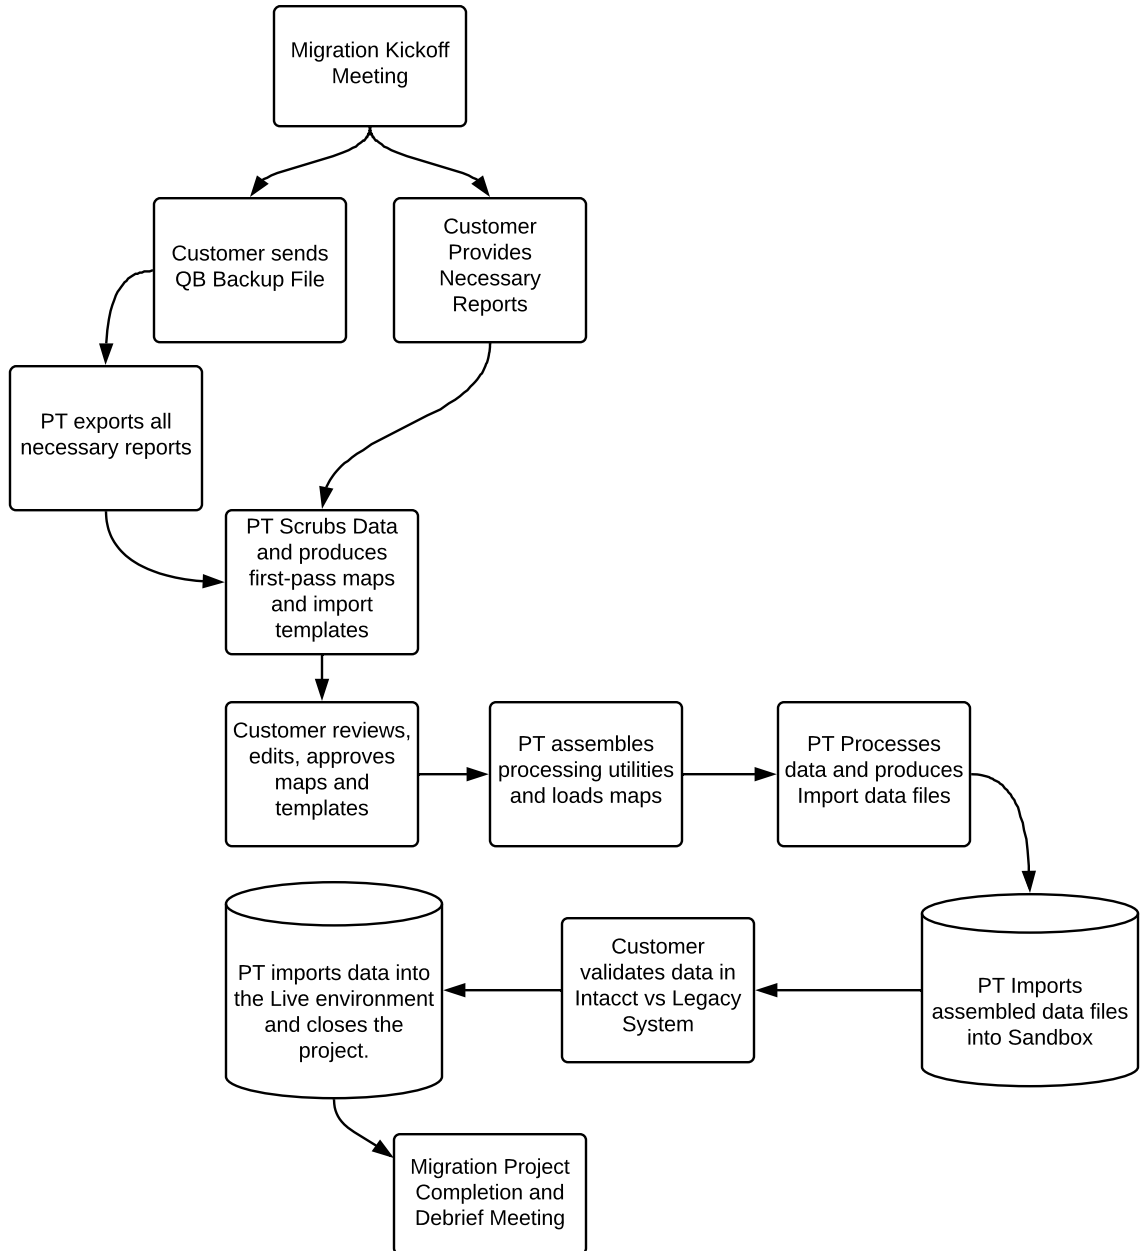 Migration Kickoff
Meeting
Customer sends
QB Backup File
Customer
Provides
Necessary
Reports
PT exports all
necessary reports
PT Scrubs Data
and produces
first-pass maps
and import
templates
Customer reviews,
edits, approves
maps and
templates
PT assembles
processing utilities
and loads maps
PT Processes
data and produces
Import data files
PT Imports
assembled data files
into Sandbox
Customer
validates data in
Intacct vs Legacy
System
PT imports data into
the Live environment
and closes the
project.
Migration Project
Completion and
Debrief Meeting